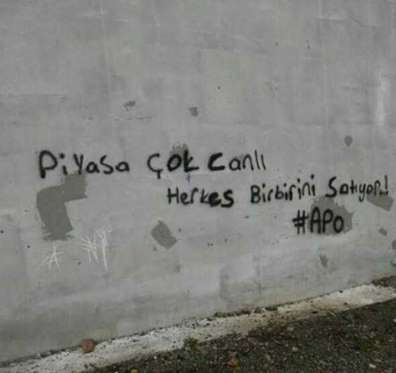 Piyasa Çok Canlı
Herkes Birbirini Satıyor..!
#APo